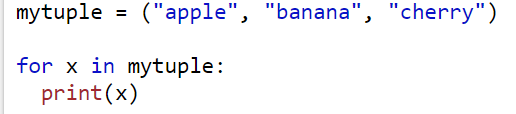 mytuple = ("apple", "banana", "cherry")
for x in mytuple:
  print(x)